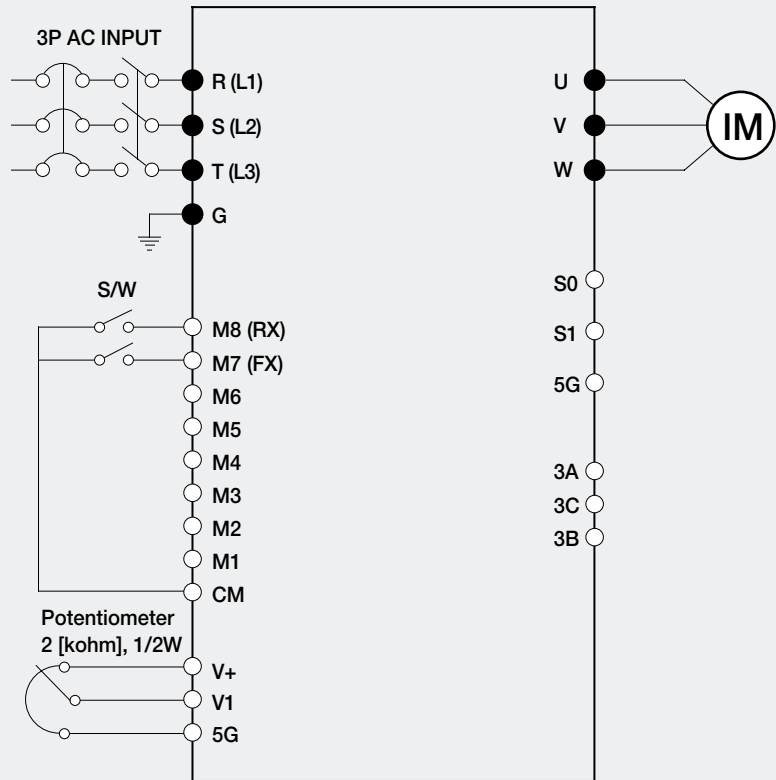 3P AC INPUT
R (L1)
S (L2)
T (L3)
G
S/W
M8 (RX)
M7 (FX)
M6
M5
M4
M3
M2
M1
CM
Potentiometer
2 [kohm], 1/2W
V+
V1
5G
U
V
W
IM
S0
S1
5G
3A
3C
3B